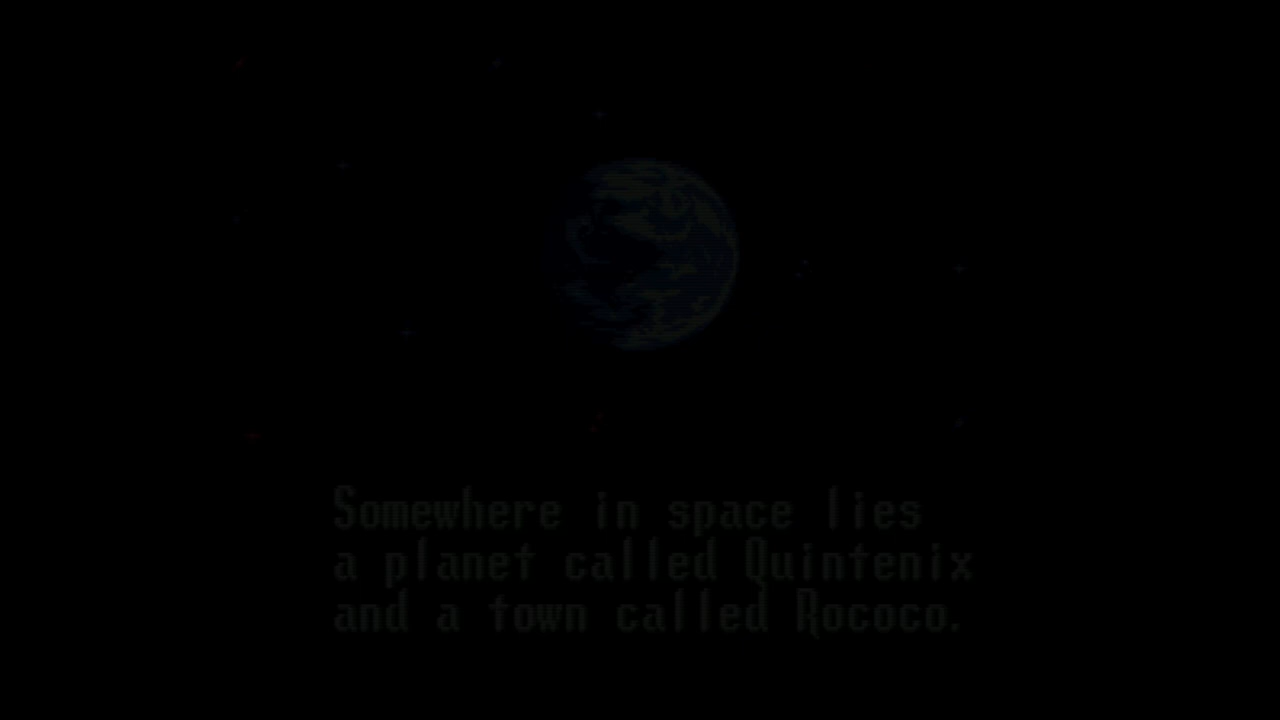 Somewhere in space lies
a planet called Quintenix
and a town called Rococo.